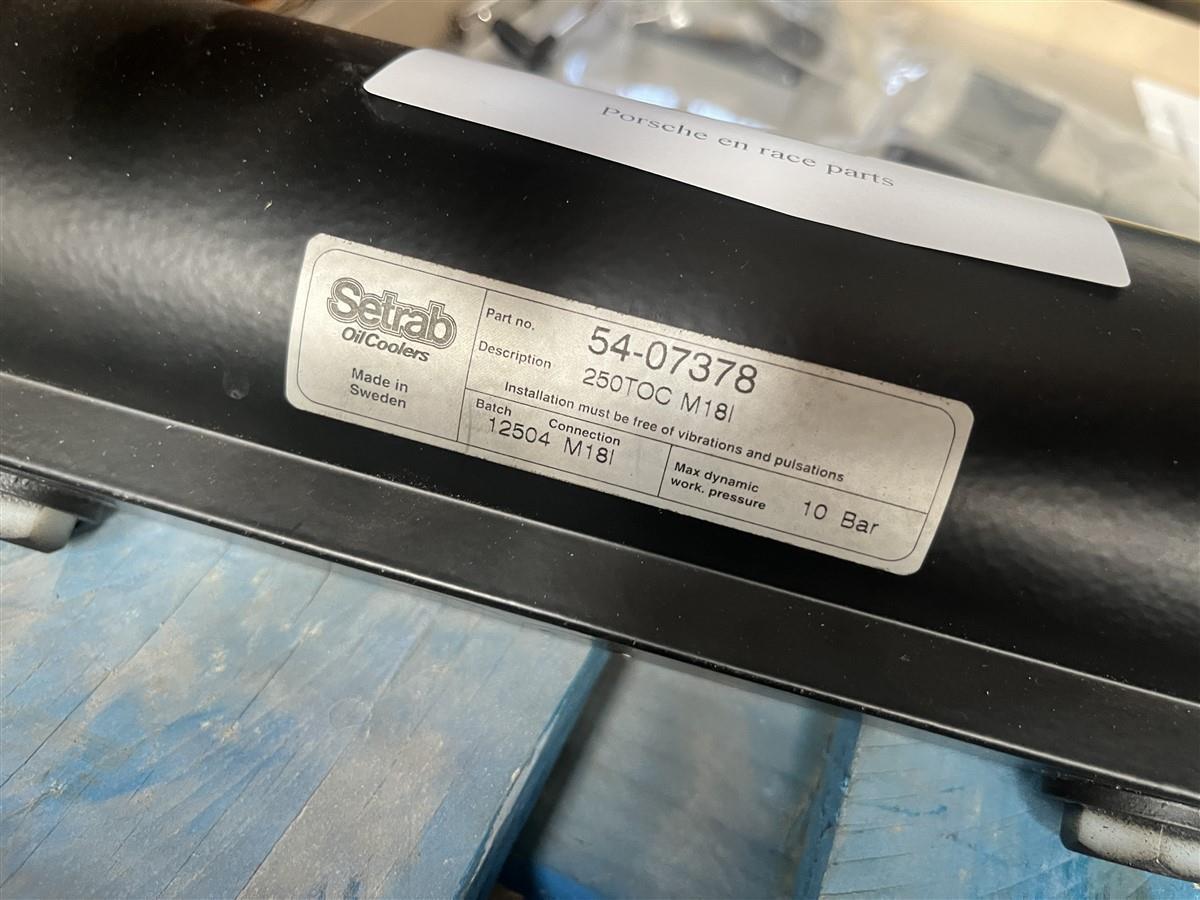 Porsche en race parts
Setrab
Oil Coolers
Made in
Sweden
Part no. 54-07378
Description 250TOC M18I
Installation must be free of vibrations and pulsations
Batch Connection
12504 M18I
Max dynamic
work. pressure 10 Bar